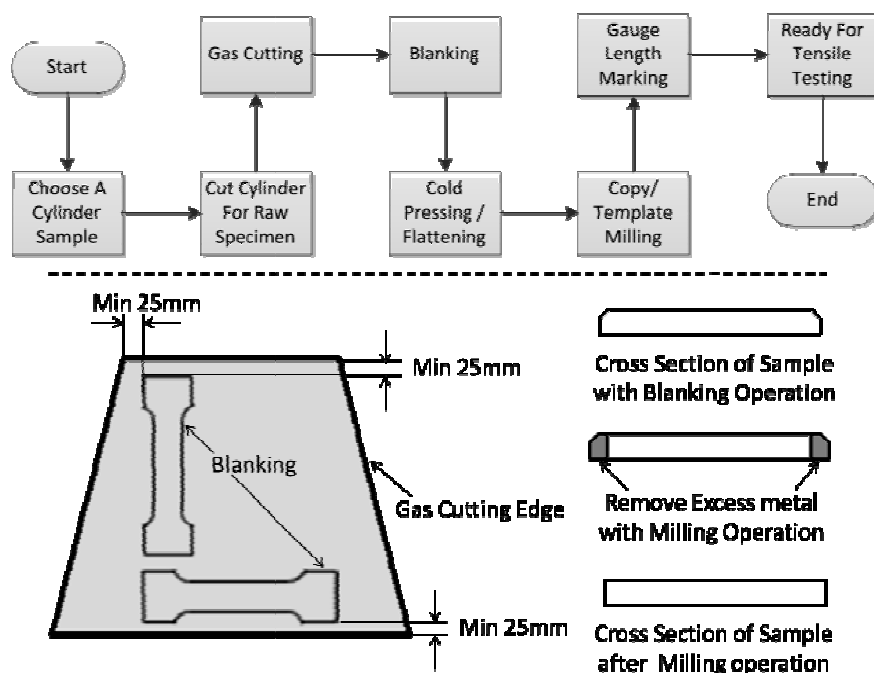 Start
Choose A
Cylinder
Sample
Cut Cylinder
For Raw
Specimen
Gas Cutting
Blanking
Cold
Pressing /
Flattening
Copy/
Template
Milling
Gauge
Length
Marking
Ready For
Tensile
Testing
End
Min 25mm
Min 25mm
Blanking
Gas Cutting Edge
Min 25mm
Cross Section of Sample
with Blanking Operation
Remove Excess metal
with Milling Operation
Cross Section of Sample
after Milling operation